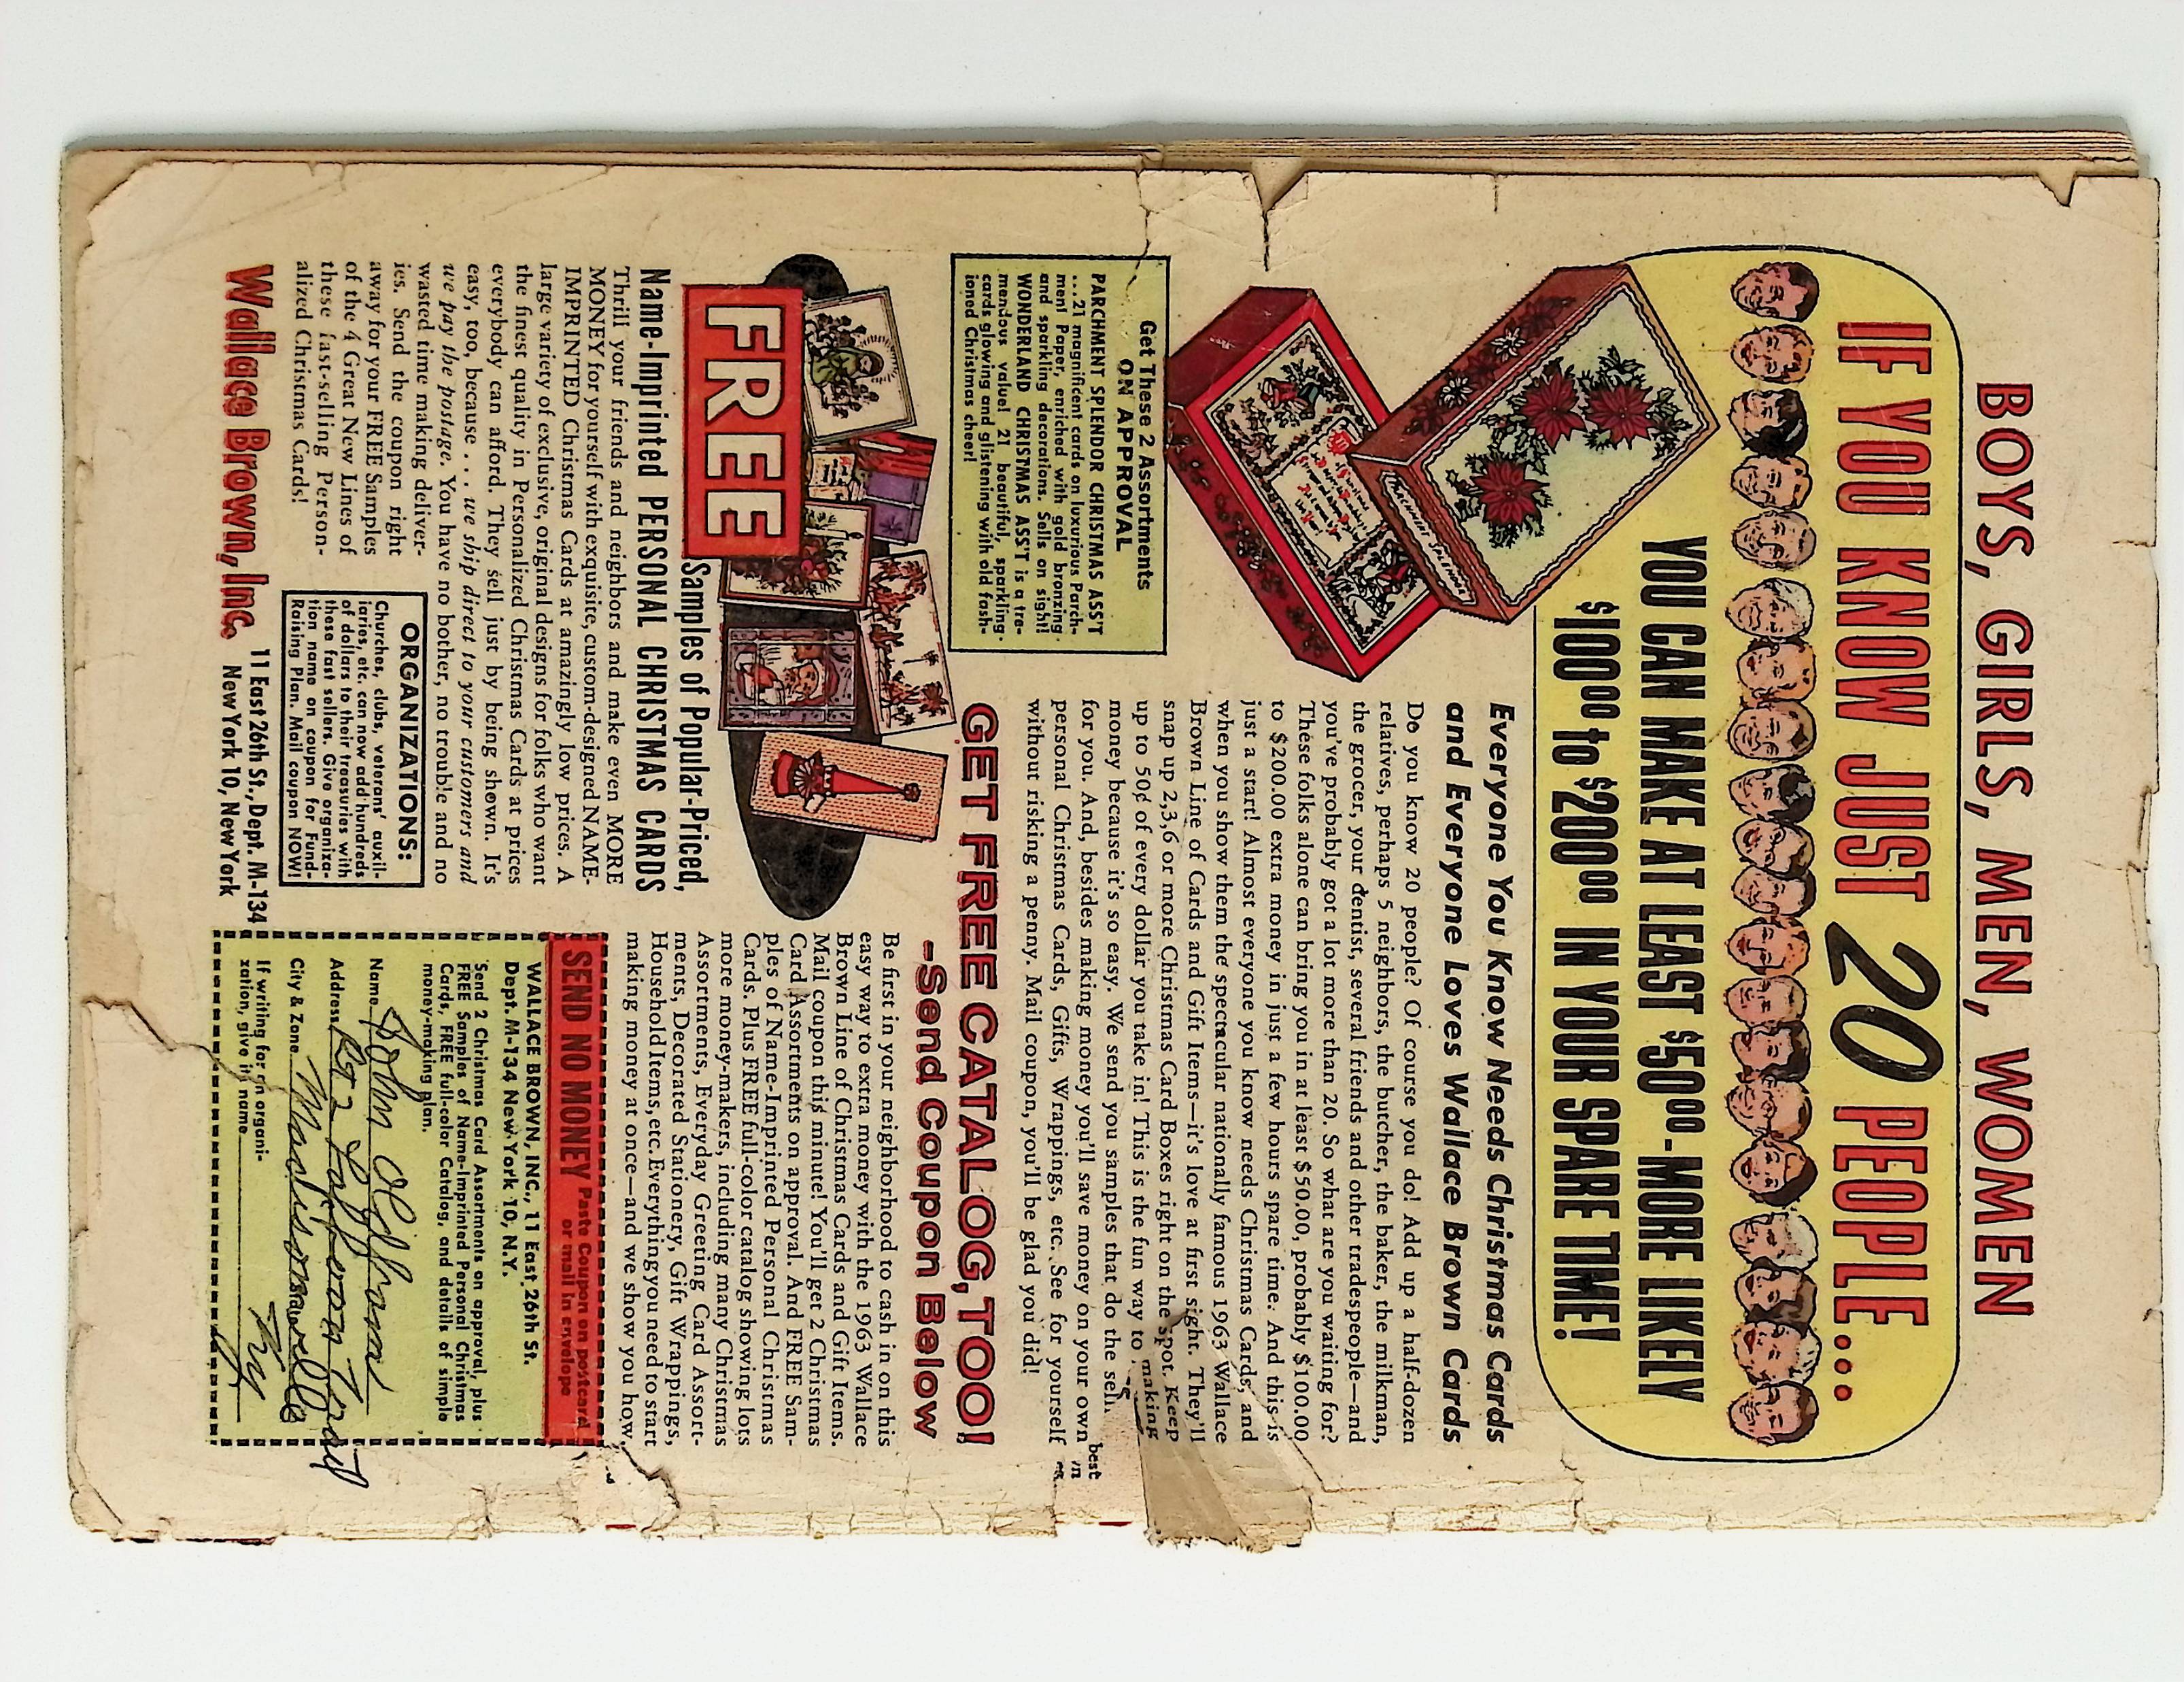 BOYS, GIRLS, MEN, WOMEN
IF YOU KNOW JUST 20 PEOPLE...
YOU CAN MAKE AT LEAST $50.00-MORE LIKELY
$100.00 to $200.00 IN YOUR SPARE TIME!
PARCHMENT SPLENDOR
Everyone You Know Needs Christmas Cards
and Everyone Loves Wallace Brown Cards
Do you know 20 people? Of course you do! Add up a half-dozen
relatives, perhaps 5 neighbors, the butcher, the baker, the milkman,
the grocer, your dentist, several friends and other tradespeople—and
you've probably got a lot more than 20. So what are you waiting for?
These folks alone can bring you in at least $50.00, probably $100.00
to $200.00 extra money in just a few hours spare time. And this is
just a start! Almost everyone you know needs Christmas Cards, and
when you show them the spectacular nationally famous 1963 Wallace
Brown Line of Cards and Gift Items—it's love at first sight. They'll
snap up 2,3,6 or more Christmas Card Boxes right on the spot. Keep
up to 50¢ of every dollar you take in! This is the fun way to making
money because it's so easy. We send you samples that do the sell
for you. And, besides making money you'll save money on your own
personal Christmas Cards, Gifts, Wrappings, etc. See for yourself
without risking a penny. Mail coupon, you'll be glad you did!
best
Get These 2 Assortments
ON APPROVAL
PARCHMENT SPLENDOR CHRISTMAS ASS'T
...21 magnificent cards on luxurious Parch-
ment Paper, enriched with gold bronzing
and sparkling decorations. Sells on sight!
WONDERLAND CHRISTMAS ASS'T is a tre-
mendous value! 21 beautiful, sparkling
cards glowing and glistening with old fash-
ioned Christmas cheer!
GET FREE CATALOG, TOO!
-Send Coupon Below
FREE
Samples of Popular-Priced,
Name-Imprinted PERSONAL CHRISTMAS CARDS
Thrill your friends and neighbors and make even MORE
MONEY for yourself with exquisite, custom-designed NAME-
IMPRINTED Christmas Cards at amazingly low prices. A
large variety of exclusive, original designs for folks who want
the finest quality in Personalized Christmas Cards at prices
everybody can afford. They sell just by being shown. It's
easy, too, because . . . we ship direct to your customers and
we pay the postage. You have no bother, no trouble and no
wasted time making deliver-
ies. Send the coupon right
away for your FREE Samples
of the 4 Great New Lines of
these fast-selling Person-
alized Christmas Cards!
ORGANIZATIONS:
Churches, clubs, veterans' auxil-
iaries, etc. can now add hundreds
of dollars to their treasuries with
these fast sellers. Give organiza-
tion name on coupon for Fund-
Raising Plan. Mail coupon NOW!
Wallace Brown, Inc.
11 East 26th St., Dept. M-134
New York 10, New York
Be first in your neighborhood to cash in on this
easy way to extra money with the 1963 Wallace
Brown Line of Christmas Cards and Gift Items.
Mail coupon this minute! You'll get 2 Christmas
Card Assortments on approval. And FREE Sam-
ples of Name-Imprinted Personal Christmas
Cards. Plus FREE full-color catalog showing lots
more money-makers, including many Christmas
Assortments, Everyday Greeting Card Assort-
ments, Decorated Stationery, Gift Wrappings,
Household Items, etc. Everything you need to start
making money at once—and we show you how.
SEND NO MONEY Paste Coupon on postcard
or mail in envelope
WALLACE BROWN, INC., 11 East 26th St.
Dept. M-134 New York 10, N.Y.
Send 2 Christmas Card Assortments on approval, plus
FREE Samples of Name-Imprinted Personal Christmas
Cards, FREE full-color Catalog, and details of simple
money-making plan.
Name John Oldham
Address Rt 2 Lafoon Trail
City & Zone Madisonville
Ky
If writing for an organi-
zation, give its name